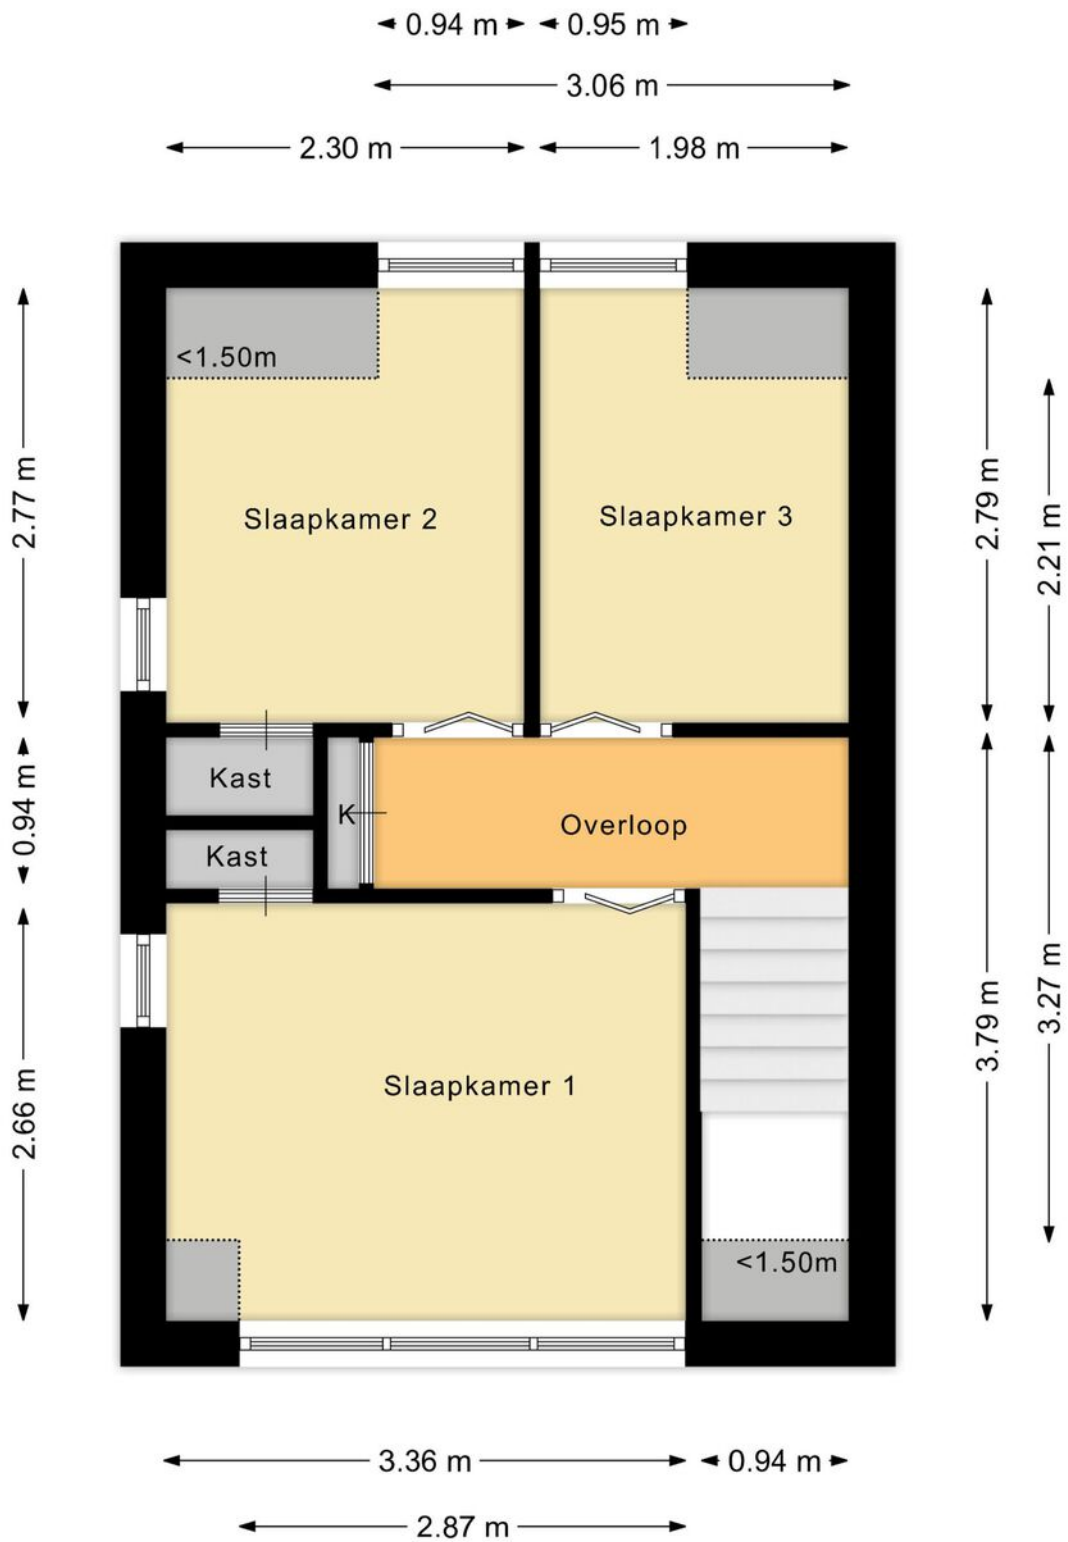 0.94 m 0.95 m
3.06 m
2.30 m 1.98 m
<1.50m
2.77 m
2.79 m
2.21 m
Slaapkamer 2
Slaapkamer 3
Kast
K
0.94 m
Overloop
Kast
3.79 m
3.27 m
2.66 m
Slaapkamer 1
<1.50m
3.36 m 0.94 m
2.87 m